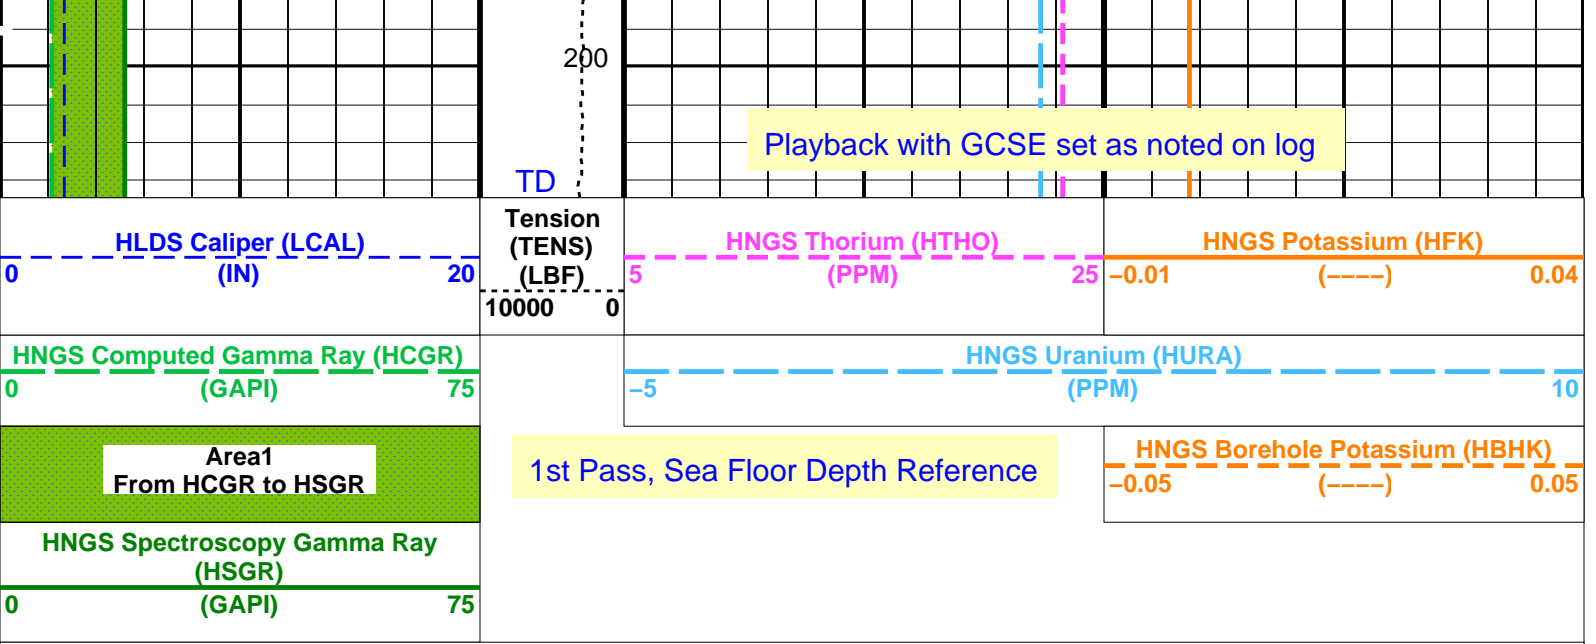 200
Playback with GCSE set as noted on log
TD
HLDS Caliper (LCAL)
0 (IN) 20
Tension
(TENS)
(LBF)
10000 0
HNGS Thorium (HTHO)
5 (PPM) 25
HNGS Potassium (HFK)
−0.01 (−−−−) 0.04
HNGS Computed Gamma Ray (HCGR)
0 (GAPI) 75
HNGS Uranium (HURA)
−5 (PPM) 10
Area1
From HCGR to HSGR
1st Pass, Sea Floor Depth Reference
HNGS Borehole Potassium (HBHK)
−0.05 (−−−−) 0.05
HNGS Spectroscopy Gamma Ray
(HSGR)
0 (GAPI) 75